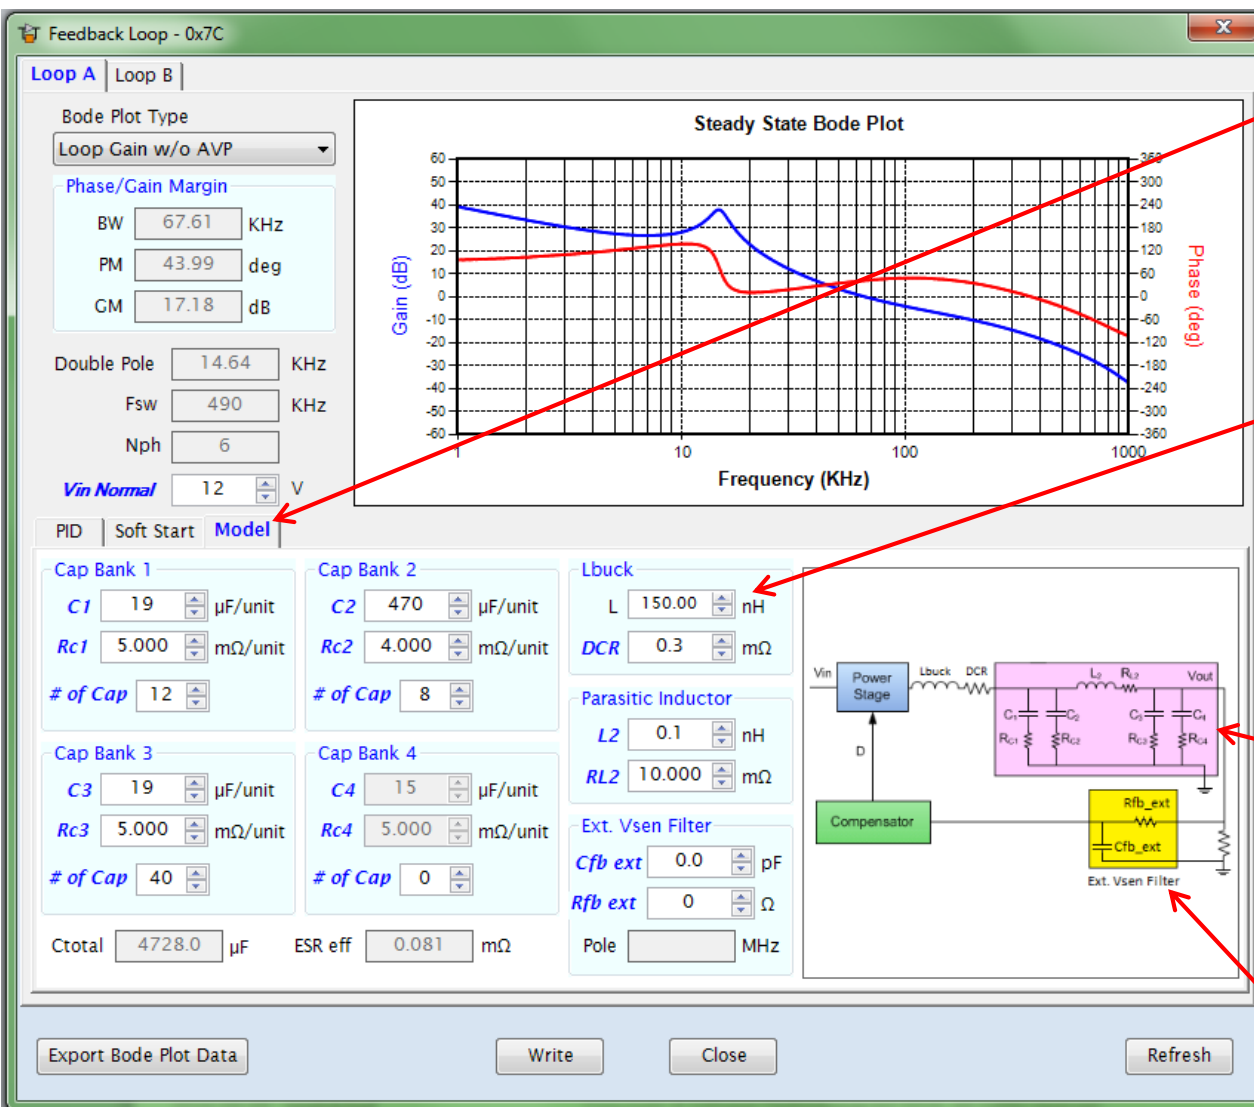 Feedback Loop - 0x7C
X
Loop A Loop B
Bode Plot Type
Loop Gain w/o AVP
Phase/Gain Margin
BW 67.61 KHz
PM 43.99 deg
GM 17.18 dB
Double Pole 14.64 KHz
Fsw 490 KHz
Nph 6
Vin Normal 12 V
Steady State Bode Plot
60 360
50 300
40 240
30 180
20 120
10 60
0 0
-10 -60
-20 -120
-30 -180
-40 -240
-50 -300
-60 -360
Gain (dB)
Phase (deg)
1 10 100 1000
Frequency (KHz)
PID Soft Start Model
Cap Bank 1
C1 19 µF/unit
Rc1 5.000 mΩ/unit
# of Cap 12
Cap Bank 2
C2 470 µF/unit
Rc2 4.000 mΩ/unit
# of Cap 8
Lbuck
L 150.00 nH
DCR 0.3 mΩ
Parasitic Inductor
L2 0.1 nH
RL2 10.000 mΩ
Cap Bank 3
C3 19 µF/unit
Rc3 5.000 mΩ/unit
# of Cap 40
Cap Bank 4
C4 15 µF/unit
Rc4 5.000 mΩ/unit
# of Cap 0
Ext. Vsen Filter
Cfb ext 0.0 pF
Rfb ext 0 Ω
Pole MHz
Ctotal 4728.0 µF ESR eff 0.081 mΩ
Vin Power Stage Lbuck DCR L2 RL2 Vout
C1 C2 C3 C4
RC1 RC2 RC3 RC4
D
Compensator
Rfb_ext
Cfb_ext
Ext. Vsen Filter
Export Bode Plot Data Write Close Refresh